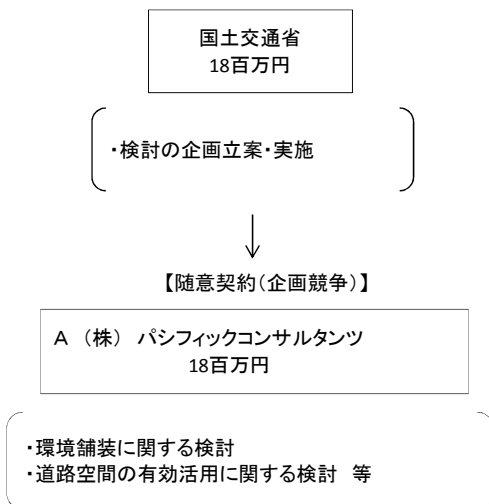 国土交通省
18百万円
・検討の企画立案・実施
【随意契約(企画競争)】
A (株) パシフィックコンサルタンツ
18百万円
・環境舗装に関する検討
・道路空間の有効活用に関する検討 等